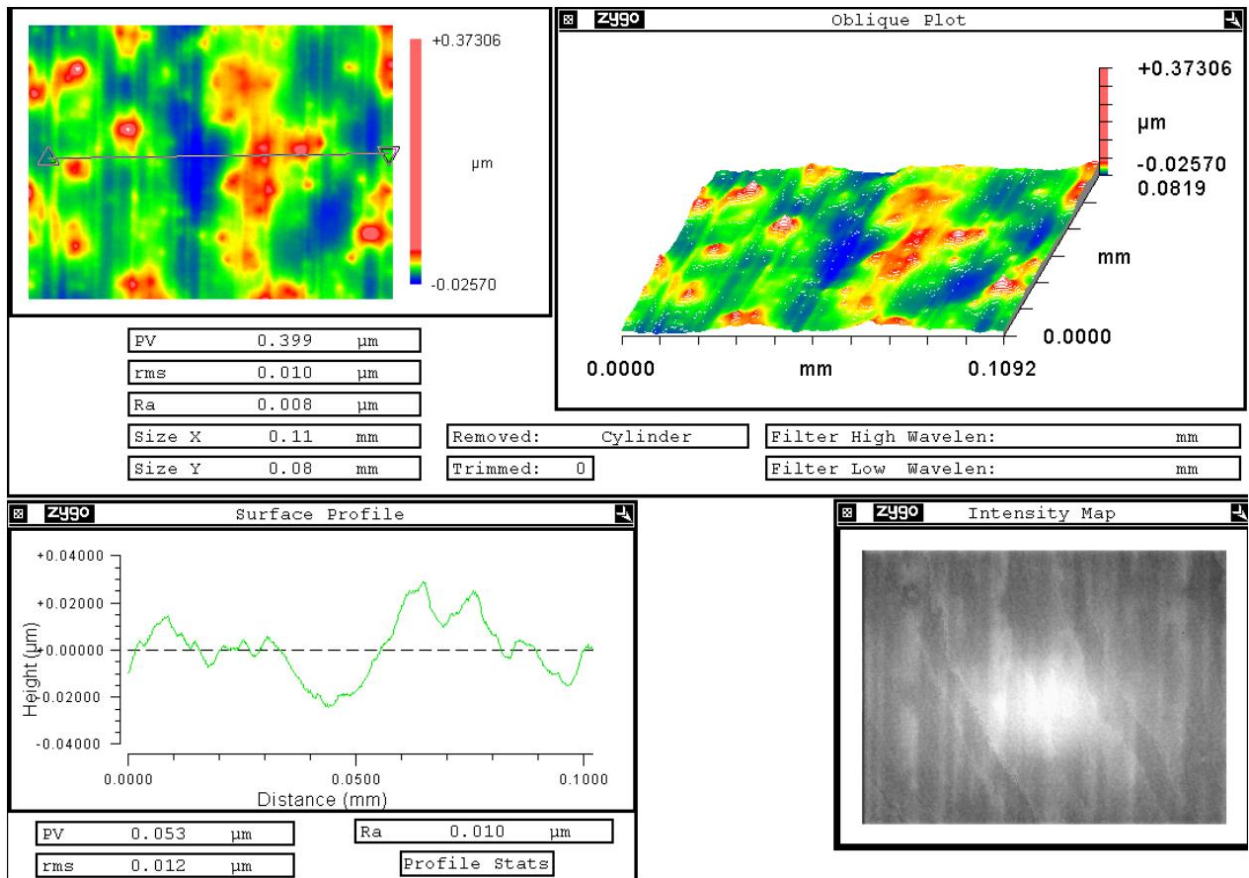 +0.37306
µm
-0.02570
PV 0.399 µm
rms 0.010 µm
Ra 0.008 µm
Size X 0.11 mm
Size Y 0.08 mm
zygo Oblique Plot
+0.37306
µm
-0.02570
0.0819
mm
0.0000
0.0000 mm 0.1092
Removed: Cylinder
Trimmed: 0
Filter High Wavelen: mm
Filter Low Wavelen: mm
zygo Surface Profile
+0.04000
+0.02000
+0.00000
-0.02000
-0.04000
Height (µm)
0.0000 0.0500 0.1000
Distance (mm)
PV 0.053 µm
rms 0.012 µm
Ra 0.010 µm
Profile Stats
zygo Intensity Map